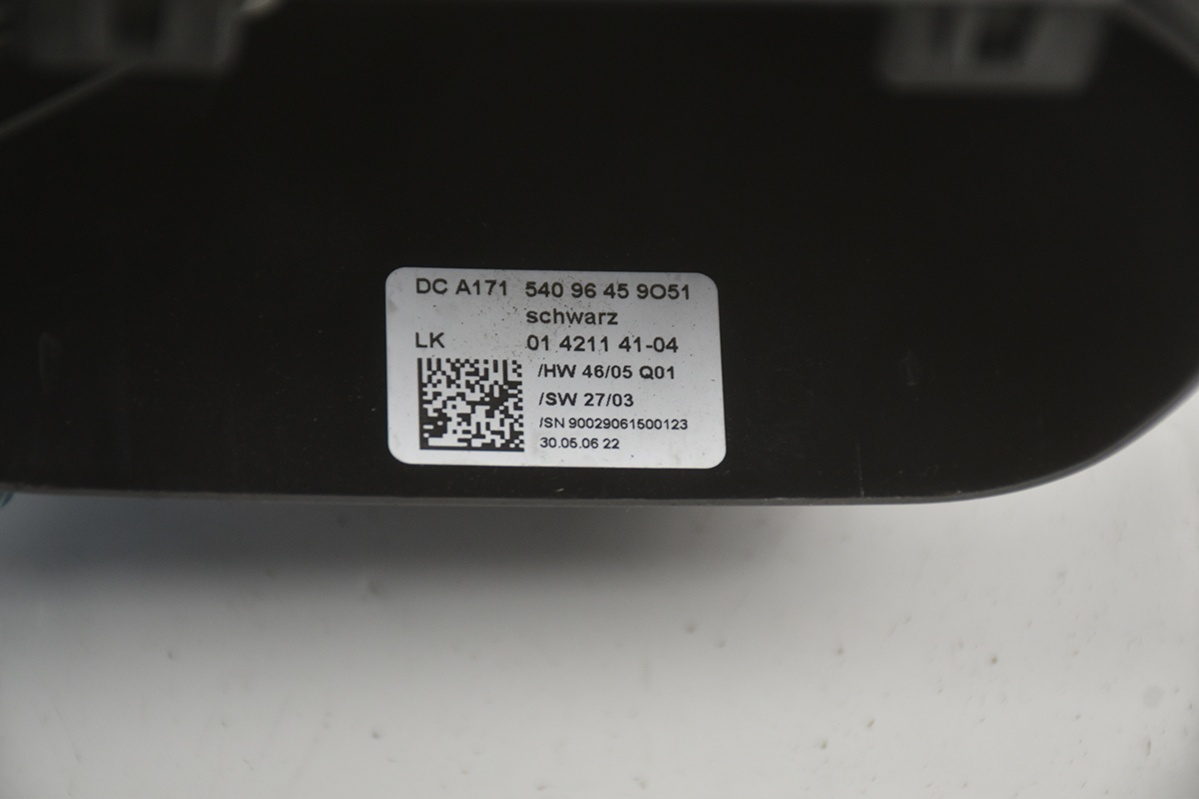 DC A171 540 96 45 9O51
schwarz
LK 01 4211 41-04
/HW 46/05 Q01
/SW 27/03
/SN 90029061500123
30.05.06 22